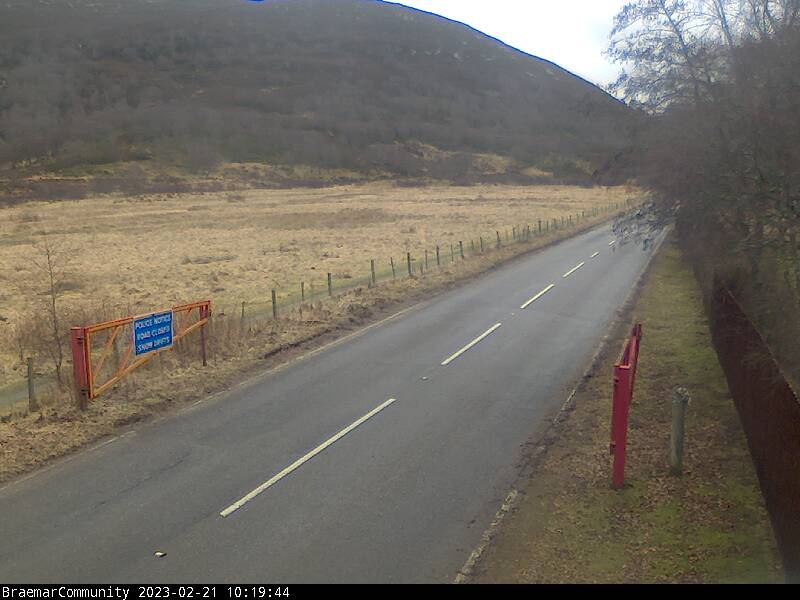 POLICE NOTICE
ROAD CLOSED
SNOW DRIFTS
BraemarCommunity 2023-02-21 10:19:44